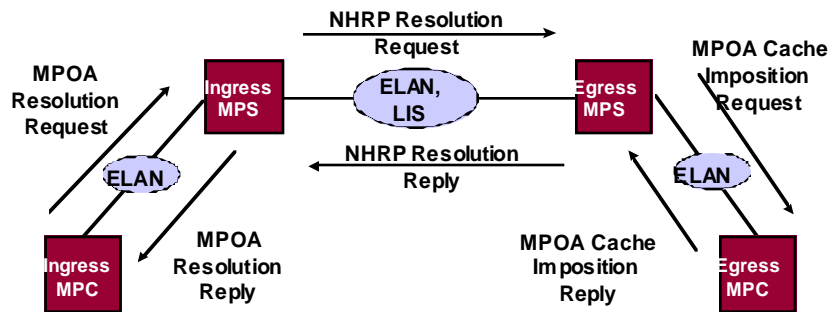 NHRP Resolution
Request
MPOA
Resolution
Request
Ingress
MPS
ELAN,
LIS
Egress
MPS
MPOA Cache
Imposition
Request
ELAN
NHRP Resolution
Reply
ELAN
Ingress
MPC
MPOA
Resolution
Reply
MPOA Cache
Imposition
Reply
Egress
MPC